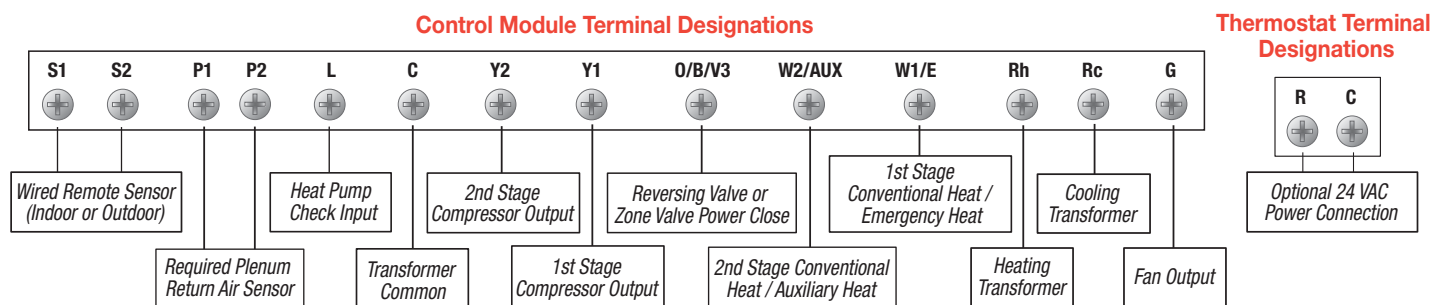 Control Module Terminal Designations
Thermostat Terminal
Designations
S1 S2 P1 P2 L C Y2 Y1 O/B/V3 W2/AUX W1/E Rh Rc G
R C
Wired Remote Sensor
(Indoor or Outdoor)
Heat Pump
Check Input
2nd Stage
Compressor Output
Reversing Valve or
Zone Valve Power Close
1st Stage
Conventional Heat /
Emergency Heat
Cooling
Transformer
Optional 24 VAC
Power Connection
Required Plenum
Return Air Sensor
Transformer
Common
1st Stage
Compressor Output
2nd Stage Conventional
Heat / Auxiliary Heat
Heating
Transformer
Fan Output